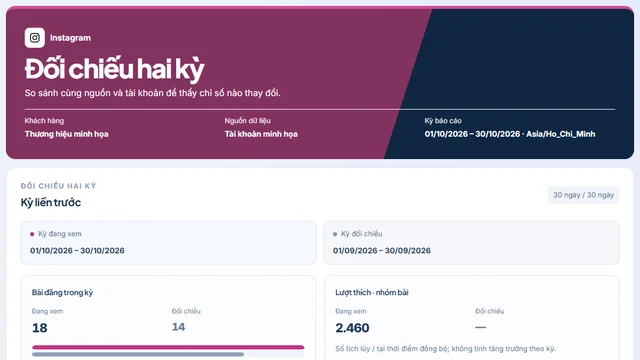 Instagram
Đối chiếu hai kỳ
So sánh cùng nguồn và tài khoản để thấy chỉ số nào thay đổi.
Khách hàng
Thương hiệu minh họa
Nguồn dữ liệu
Tài khoản minh họa
Kỳ báo cáo
01/10/2026 – 30/10/2026 · Asia/Ho_Chi_Minh
ĐỐI CHIẾU HAI KỲ
Kỳ liền trước
30 ngày / 30 ngày
Kỳ đang xem
01/10/2026 – 30/10/2026
Kỳ đối chiếu
01/09/2026 – 30/09/2026
Bài đăng trong kỳ
Đang xem
18
Đối chiếu
14
Lượt thích · nhóm bài
Đang xem
2.460
Đối chiếu
—
Số tích lũy / tại thời điểm đồng bộ; không tính tăng trưởng theo kỳ.